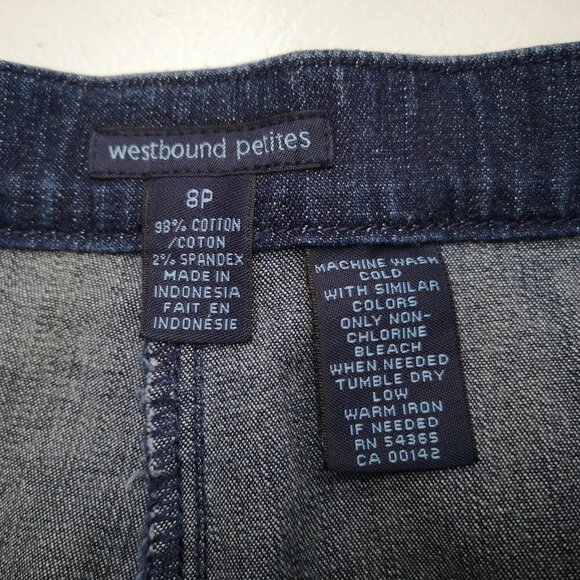 westbound petites
8P
98% COTTON
/COTON
2% SPANDEX
MADE IN
INDONESIA
FAIT EN
INDONÉSIE
MACHINE WASH
COLD
WITH SIMILAR
COLORS
ONLY NON-
CHLORINE
BLEACH
WHEN NEEDED
TUMBLE DRY
LOW
WARM IRON
IF NEEDED
RN 54365
CA 00142